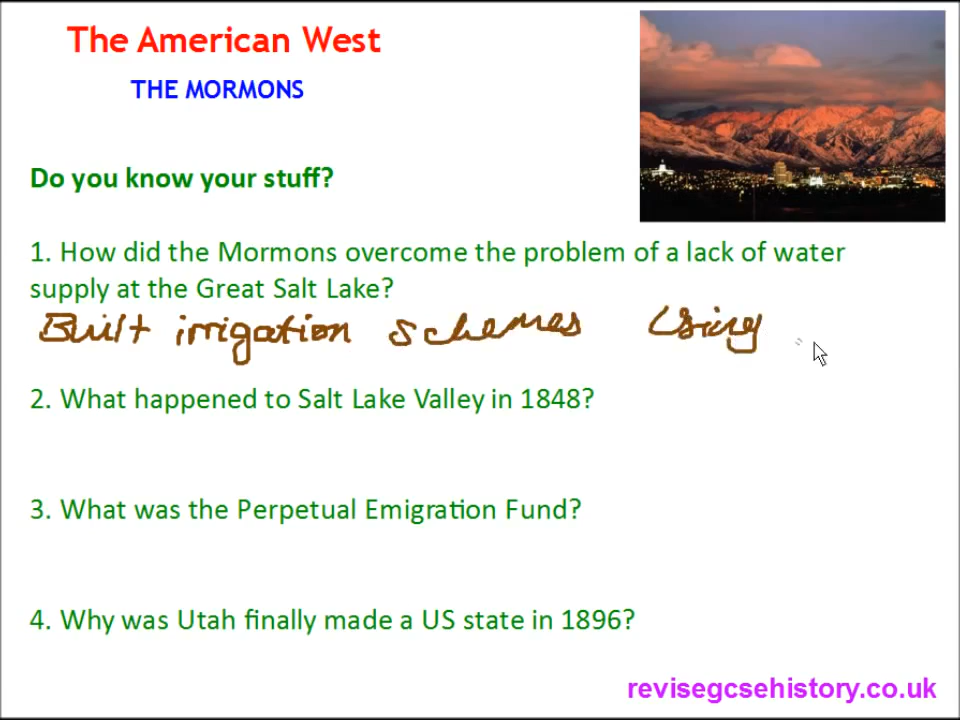 The American West
THE MORMONS
Do you know your stuff?
1. How did the Mormons overcome the problem of a lack of water
supply at the Great Salt Lake?
Built irrigation schemes Using
2. What happened to Salt Lake Valley in 1848?
3. What was the Perpetual Emigration Fund?
4. Why was Utah finally made a US state in 1896?
revisegcsehistory.co.uk